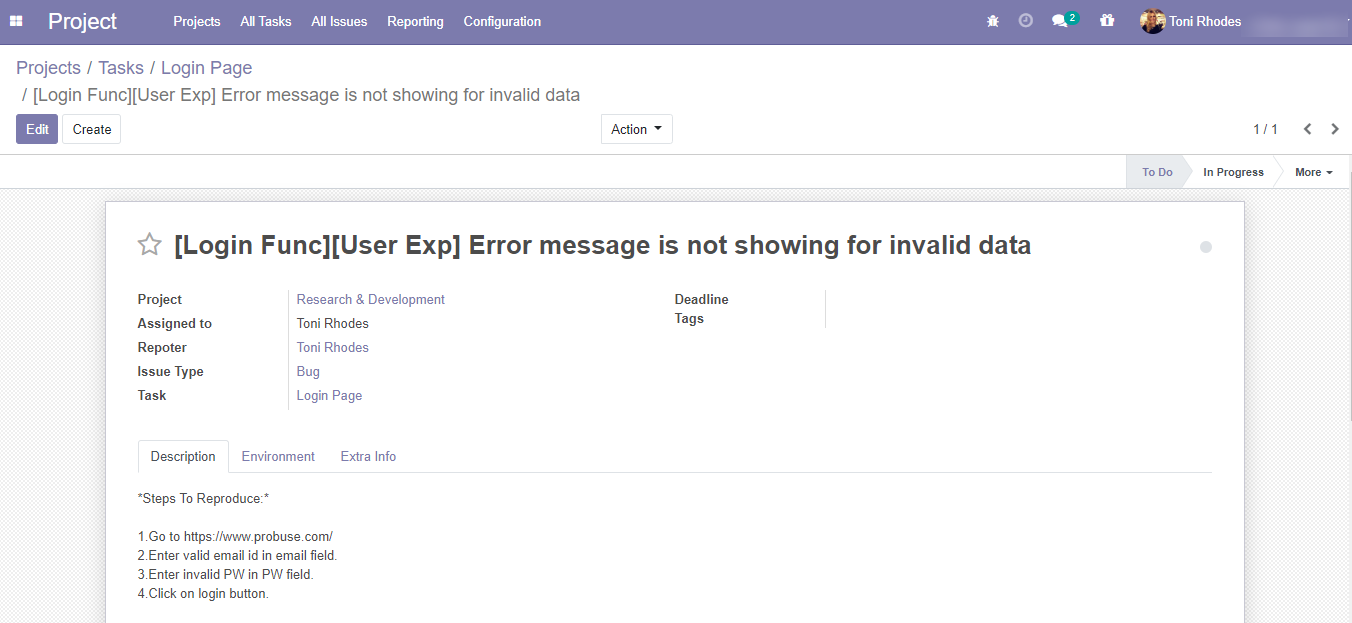 Project Projects All Tasks All Issues Reporting Configuration 2 Toni Rhodes
Projects / Tasks / Login Page
/ [Login Func][User Exp] Error message is not showing for invalid data
Edit Create Action 1 / 1
To Do In Progress More
[Login Func][User Exp] Error message is not showing for invalid data
Project Research & Development Deadline
Assigned to Toni Rhodes Tags
Repoter Toni Rhodes
Issue Type Bug
Task Login Page
Description Environment Extra Info
*Steps To Reproduce:*
1.Go to https://www.probuse.com/
2.Enter valid email id in email field.
3.Enter invalid PW in PW field.
4.Click on login button.